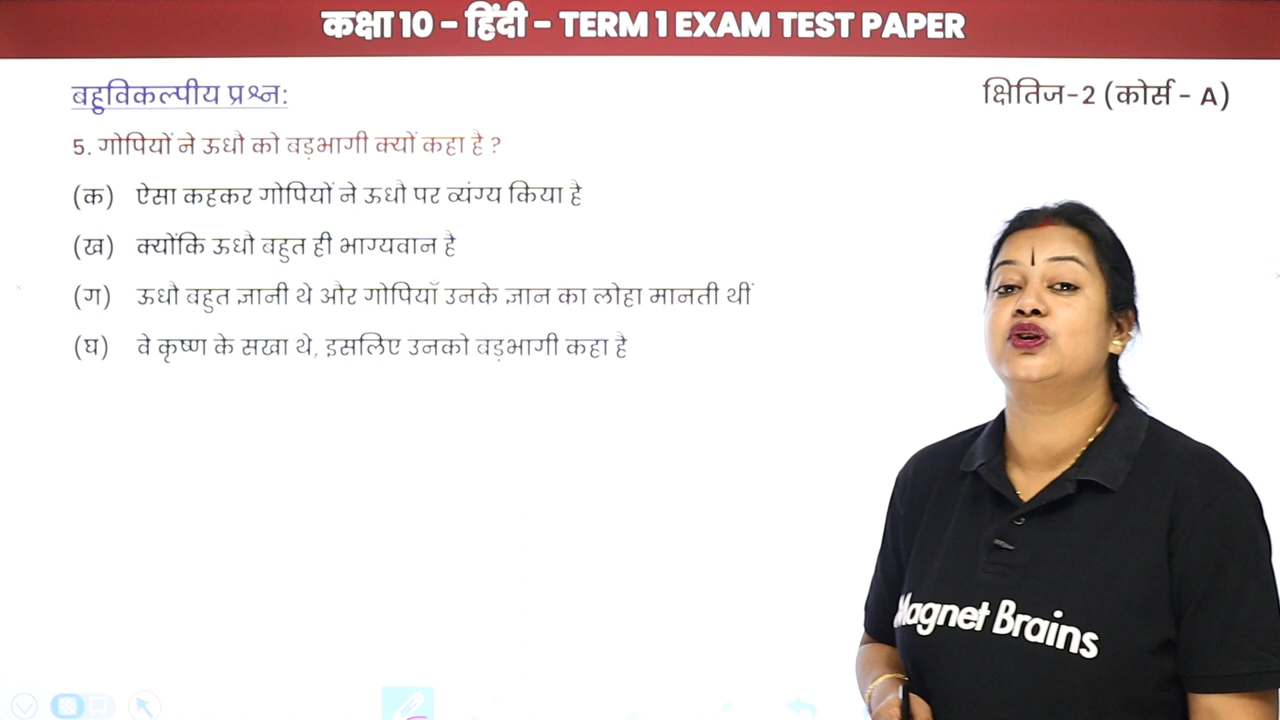 कक्षा 10 - हिंदी - TERM 1 EXAM TEST PAPER
बहुविकल्पीय प्रश्न:
क्षितिज-2 (कोर्स - A)
5. गोपियों ने ऊधौ को बड़भागी क्यों कहा है ?
(क) ऐसा कहकर गोपियों ने ऊधौ पर व्यंग्य किया है
(ख) क्योंकि ऊधौ बहुत ही भाग्यवान है
(ग) ऊधौ बहुत ज्ञानी थे और गोपियाँ उनके ज्ञान का लोहा मानती थीं
(घ) वे कृष्ण के सखा थे, इसलिए उनको बड़भागी कहा है
Magnet Brains